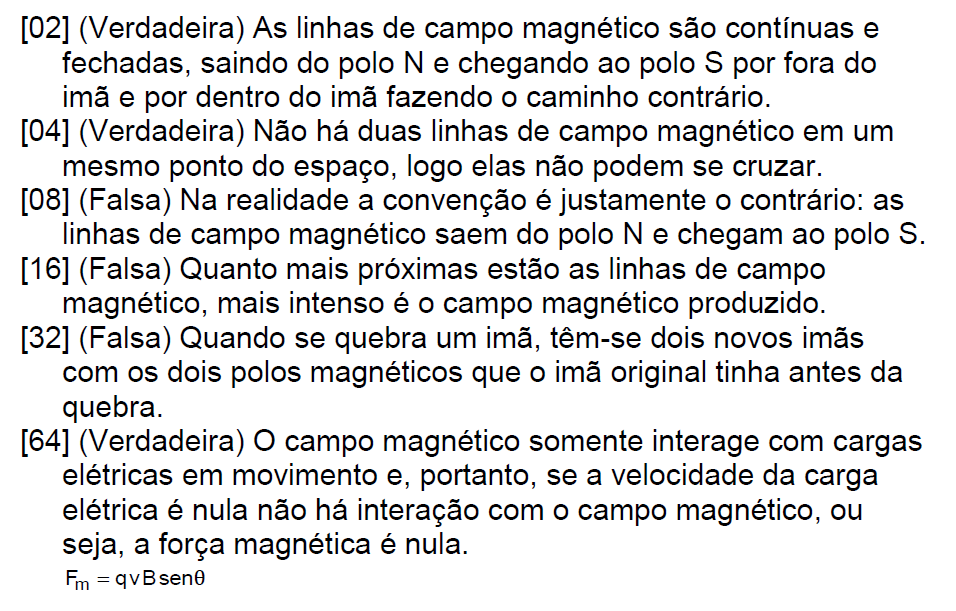 [02] (Verdadeira) As linhas de campo magnético são contínuas e
fechadas, saindo do polo N e chegando ao polo S por fora do
imã e por dentro do imã fazendo o caminho contrário.
[04] (Verdadeira) Não há duas linhas de campo magnético em um
mesmo ponto do espaço, logo elas não podem se cruzar.
[08] (Falsa) Na realidade a convenção é justamente o contrário: as
linhas de campo magnético saem do polo N e chegam ao polo S.
[16] (Falsa) Quanto mais próximas estão as linhas de campo
magnético, mais intenso é o campo magnético produzido.
[32] (Falsa) Quando se quebra um imã, têm-se dois novos imãs
com os dois polos magnéticos que o imã original tinha antes da
quebra.
[64] (Verdadeira) O campo magnético somente interage com cargas
elétricas em movimento e, portanto, se a velocidade da carga
elétrica é nula não há interação com o campo magnético, ou
seja, a força magnética é nula.
Fₘ = qvBsenθ